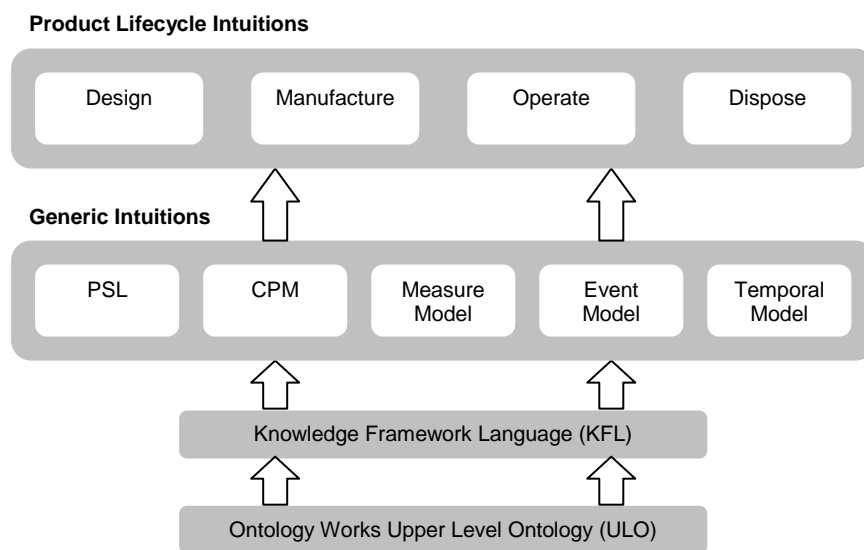 Product Lifecycle Intuitions
Design
Manufacture
Operate
Dispose
Generic Intuitions
PSL
CPM
Measure
Model
Event
Model
Temporal
Model
Knowledge Framework Language (KFL)
Ontology Works Upper Level Ontology (ULO)